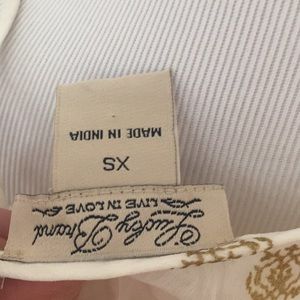 Lucky Brand
LIVE IN LOVE
XS
MADE IN INDIA